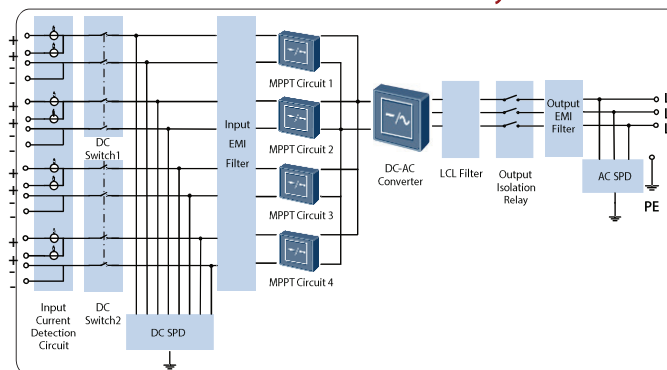 +
+
-
-
+
+
-
-
+
+
-
-
+
+
-
-
DC
Switch1
Input
EMI
Filter
MPPT Circuit 1
MPPT Circuit 2
MPPT Circuit 3
MPPT Circuit 4
DC-AC
Converter
LCL Filter
Output
Isolation
Relay
Output
EMI
Filter
AC SPD
PE
Input
Current
Detection
Circuit
DC
Switch2
DC SPD